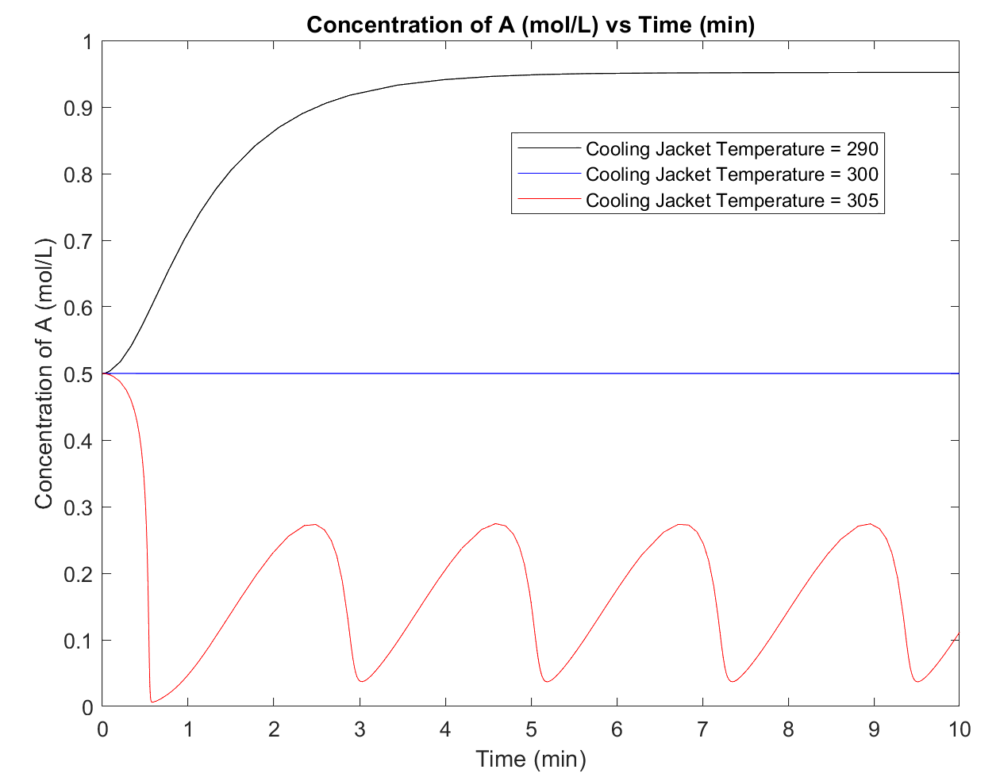 Concentration of A (mol/L) vs Time (min)
1
0.9
0.8
0.7
0.6
0.5
0.4
0.3
0.2
0.1
0
Concentration of A (mol/L)
Cooling Jacket Temperature = 290
Cooling Jacket Temperature = 300
Cooling Jacket Temperature = 305
0 1 2 3 4 5 6 7 8 9 10
Time (min)